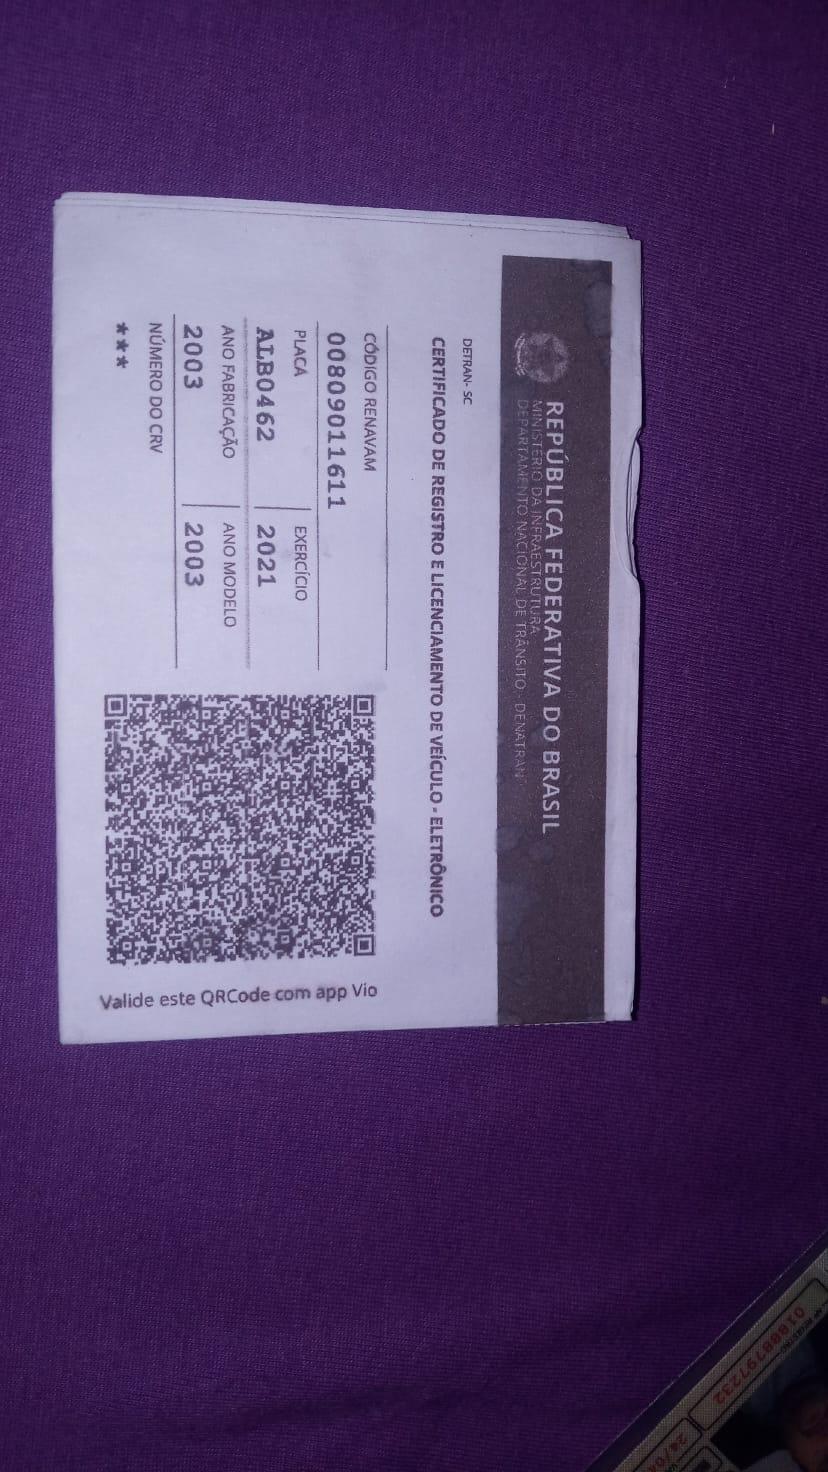 REPÚBLICA FEDERATIVA DO BRASIL
MINISTÉRIO DA INFRAESTRUTURA
DEPARTAMENTO NACIONAL DE TRÂNSITO - DENATRAN
DETRAN- SC
CERTIFICADO DE REGISTRO E LICENCIAMENTO DE VEÍCULO - ELETRÔNICO
CÓDIGO RENAVAM
00809011611
PLACA EXERCÍCIO
ALB0462 2021
ANO FABRICAÇÃO ANO MODELO
2003 2003
NÚMERO DO CRV
***
Valide este QRCode com app Vio